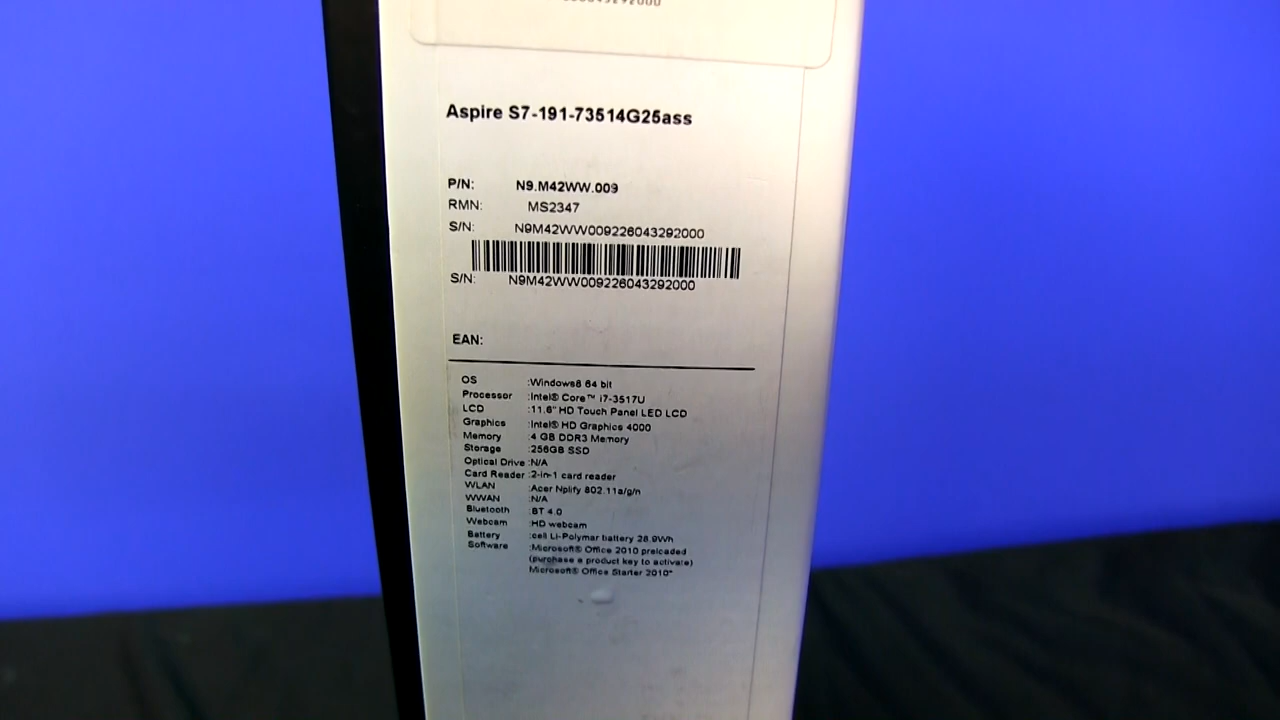 Aspire S7-191-73514G25ass
P/N: N9.M42WW.009
RMN: MS2347
S/N: N9M42WW009226043292000
S/N: N9M42WW009226043292000
EAN:
OS :Windows8 64 bit
Processor :Intel® Core™ i7-3517U
LCD :11.6" HD Touch Panel LED LCD
Graphics :Intel® HD Graphics 4000
Memory :4 GB DDR3 Memory
Storage :256GB SSD
Optical Drive :N/A
Card Reader :2-in-1 card reader
WLAN :Acer Nplify 802.11a/g/n
WWAN :N/A
Bluetooth :BT 4.0
Webcam :HD webcam
Battery :cell Li-Polymar battery 28.9Wh
Software :Microsoft® Office 2010 preloaded
(purchase a product key to activate)
Microsoft® Office Starter 2010"